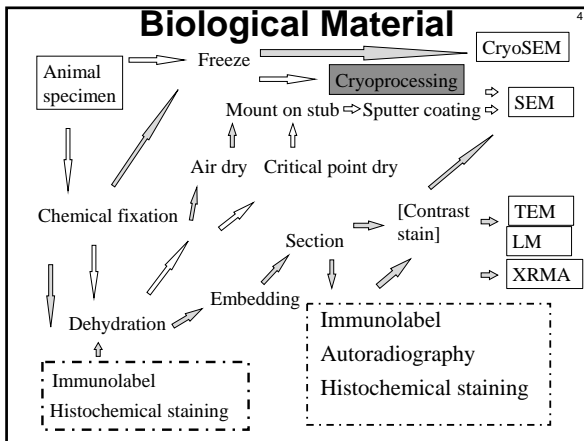 Biological Material
4
Freeze
CryoSEM
Animal
specimen
Cryoprocessing
Mount on stub
Sputter coating
SEM
Air dry
Critical point dry
Chemical fixation
[Contrast
stain]
TEM
Section
LM
XRMA
Embedding
Dehydration
Immunolabel
Autoradiography
Histochemical staining
Immunolabel
Histochemical staining